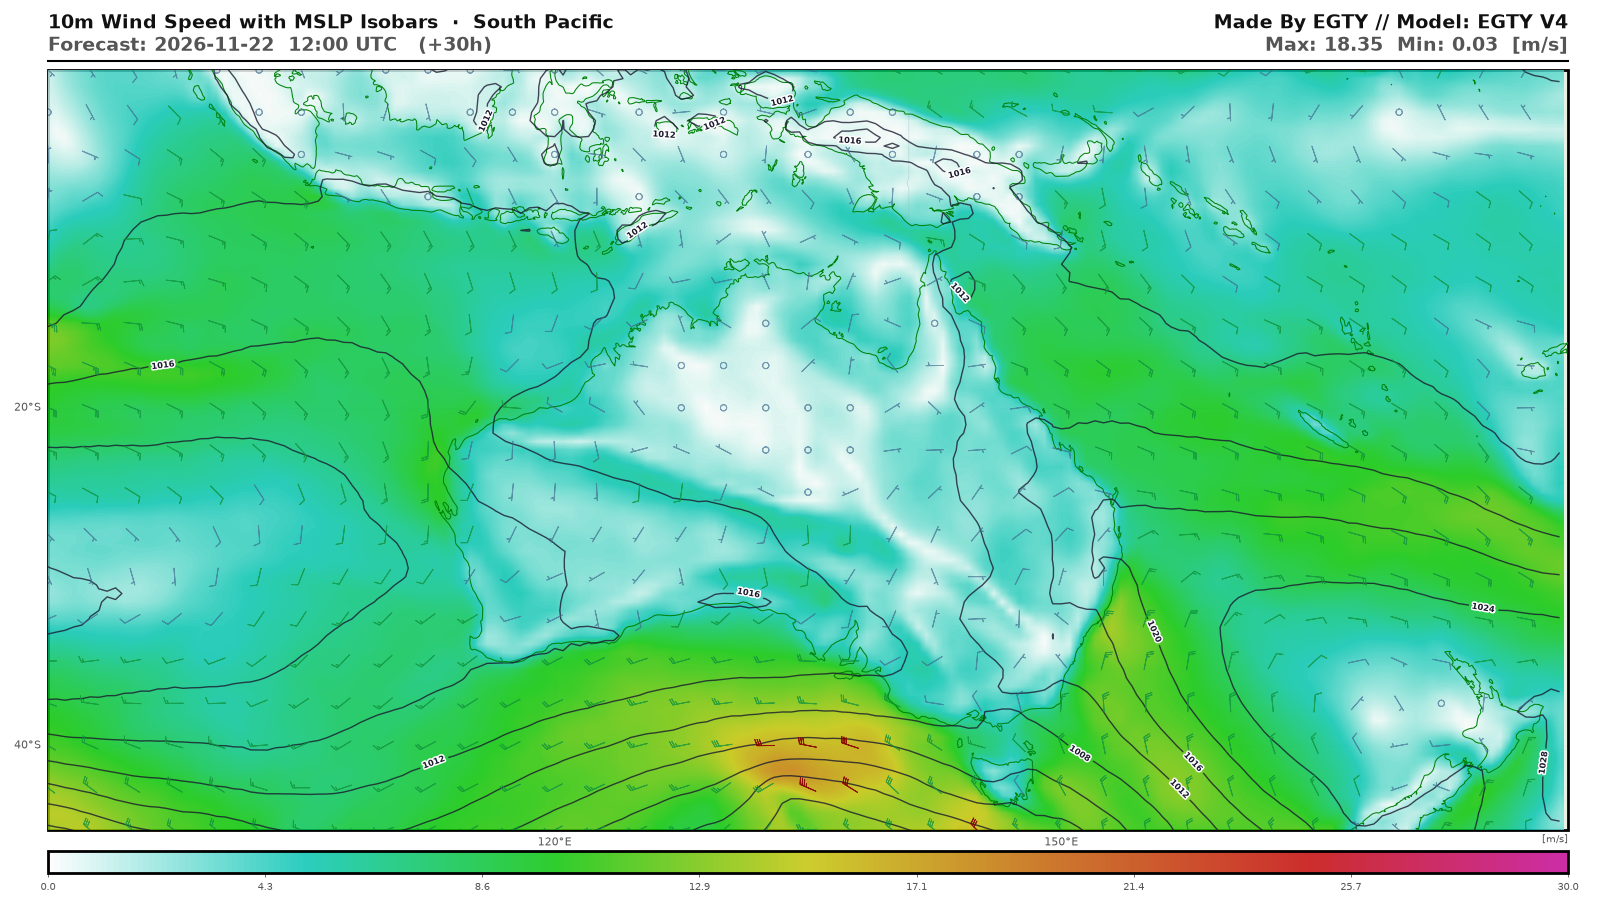 10m Wind Speed with MSLP Isobars · South Pacific
Made By EGTY // Model: EGTY V4
Forecast: 2026-11-22 12:00 UTC (+30h)
Max: 18.35 Min: 0.03 [m/s]
1012
1012
1012
1012
1016
1016
1012
1012
1016
20°S
1016
1024
1020
40°S
1012
1008
1016
1012
1028
120°E
150°E
[m/s]
0.0
4.3
8.6
12.9
17.1
21.4
25.7
30.0